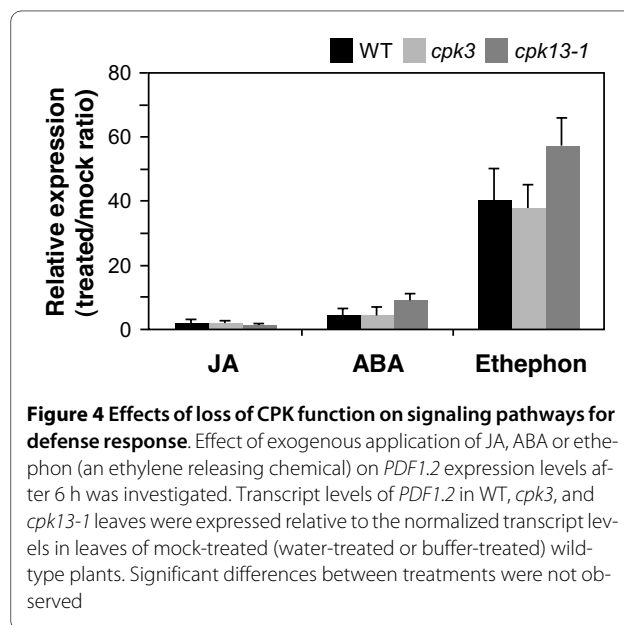 WT cpk3 cpk13-1
Relative expression
(treated/mock ratio)
80
60
40
20
0
JA ABA Ethephon
Figure 4 Effects of loss of CPK function on signaling pathways for
defense response. Effect of exogenous application of JA, ABA or ethe-
phon (an ethylene releasing chemical) on PDF1.2 expression levels af-
ter 6 h was investigated. Transcript levels of PDF1.2 in WT, cpk3, and
cpk13-1 leaves were expressed relative to the normalized transcript lev-
els in leaves of mock-treated (water-treated or buffer-treated) wild-
type plants. Significant differences between treatments were not ob-
served